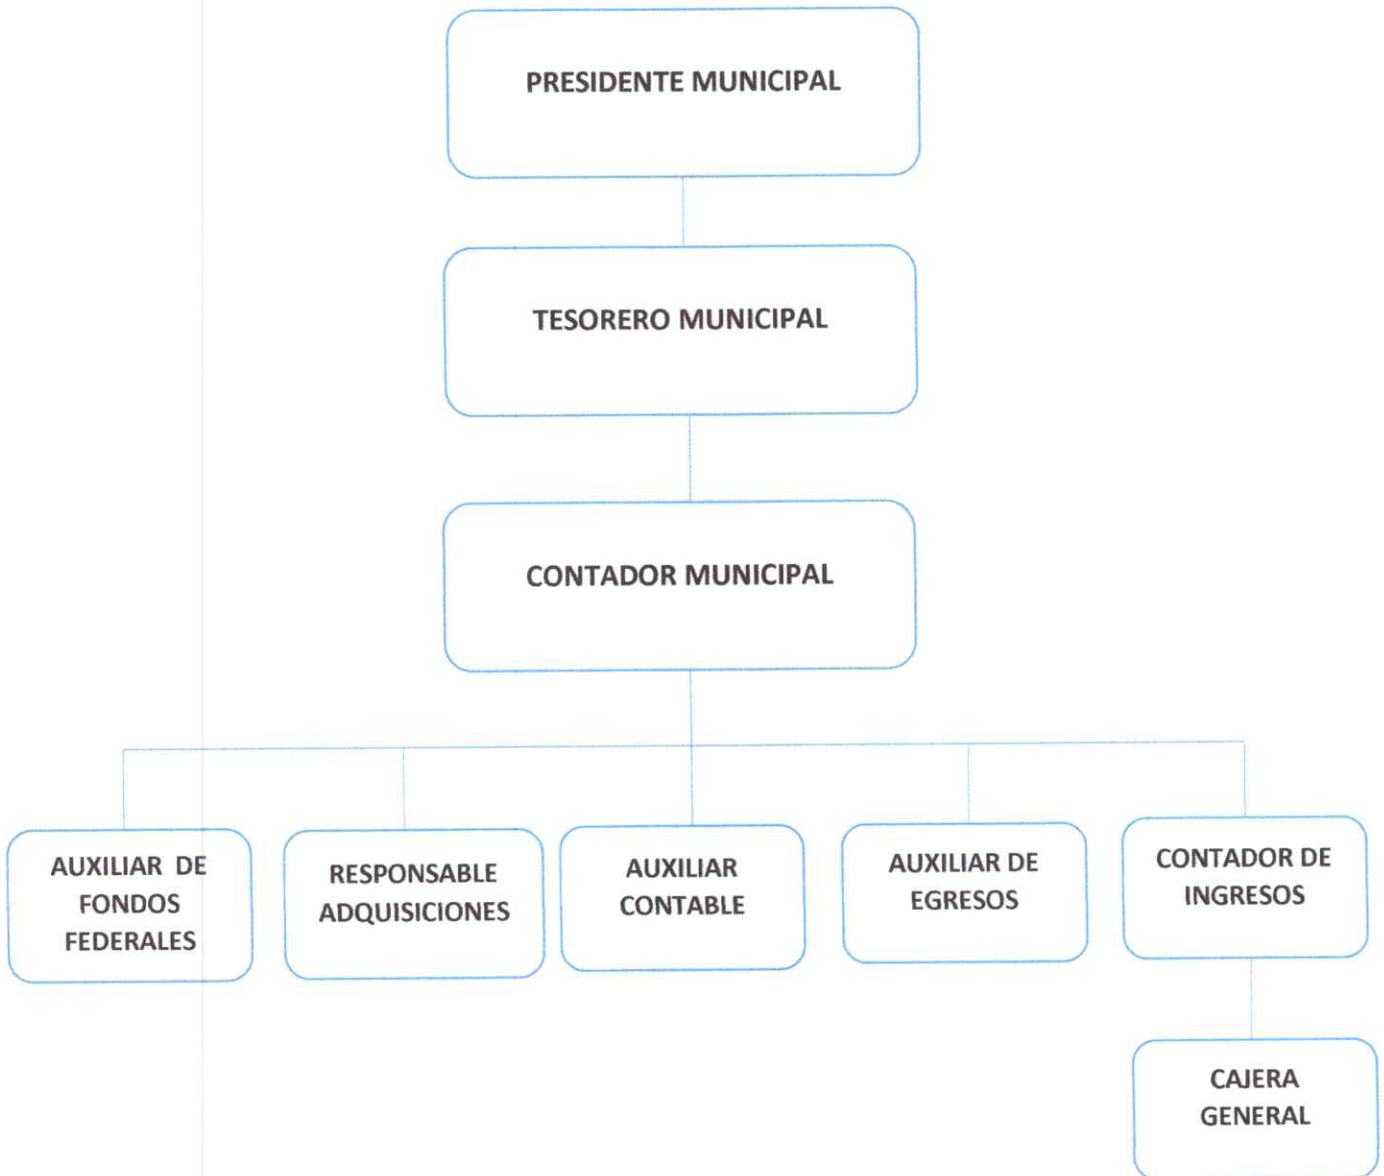 PRESIDENTE MUNICIPAL
TESORERO MUNICIPAL
CONTADOR MUNICIPAL
AUXILIAR DE
FONDOS
FEDERALES
RESPONSABLE
ADQUISICIONES
AUXILIAR
CONTABLE
AUXILIAR DE
EGRESOS
CONTADOR DE
INGRESOS
CAJERA
GENERAL